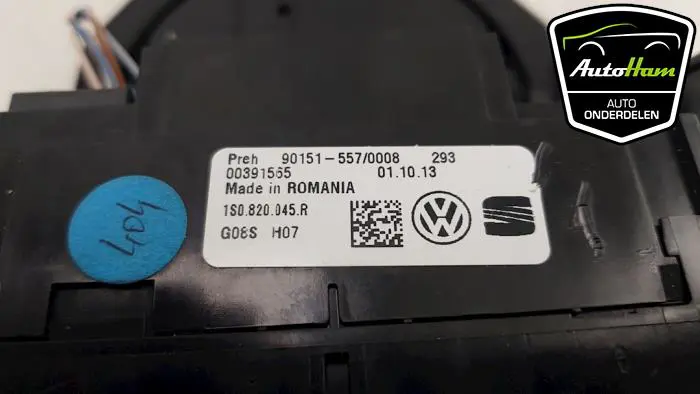 AutoHam
AUTO
ONDERDELEN
Preh 90151-557/0008 293
00391565 01.10.13
Made in ROMANIA
1S0.820.045.R
G08S H07
404